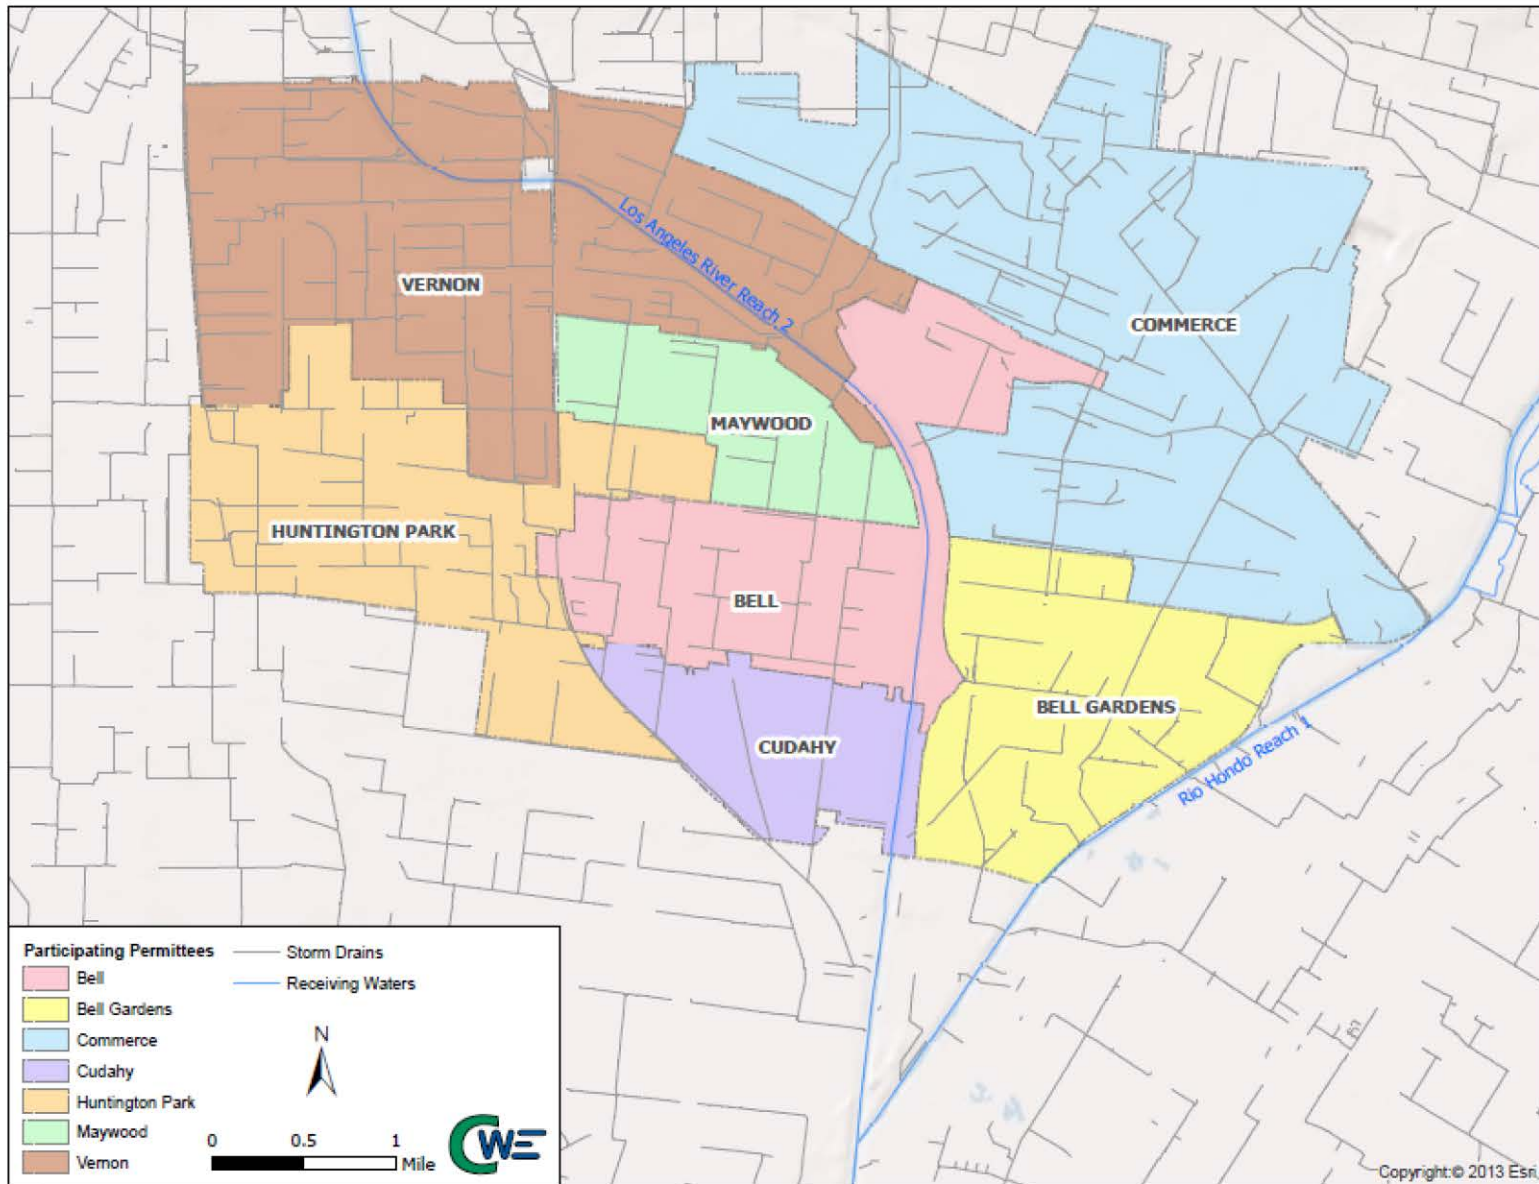 Los Angeles River Reach 2
VERNON
COMMERCE
MAYWOOD
HUNTINGTON PARK
BELL
BELL GARDENS
CUDAHY
Rio Hondo Reach 1
Participating Permittees
Bell
Bell Gardens
Commerce
Cudahy
Huntington Park
Maywood
Vernon
Storm Drains
Receiving Waters
N
0 0.5 1
Mile
CWE
Copyright:© 2013 Esri